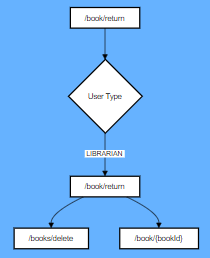 /book/return
User Type
LIBRARIAN
/book/return
/books/delete
/book/{bookId}